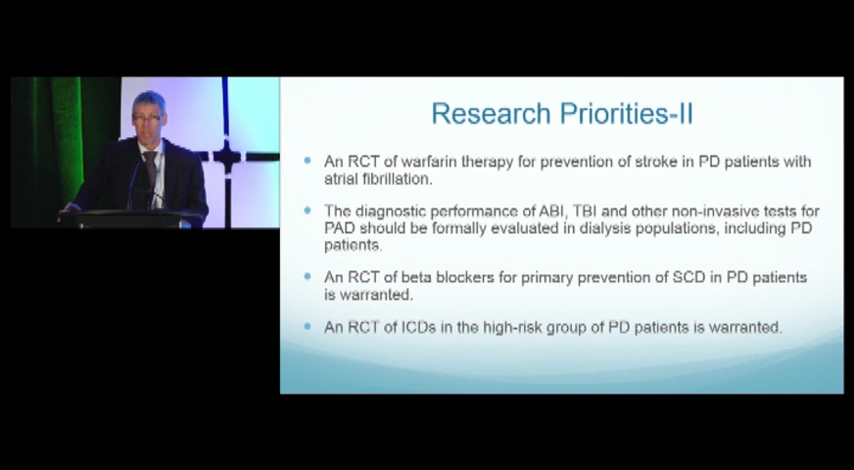 Research Priorities-II
An RCT of warfarin therapy for prevention of stroke in PD patients with
atrial fibrillation.
The diagnostic performance of ABI, TBI and other non-invasive tests for
PAD should be formally evaluated in dialysis populations, including PD
patients.
An RCT of beta blockers for primary prevention of SCD in PD patients
is warranted.
An RCT of ICDs in the high-risk group of PD patients is warranted.